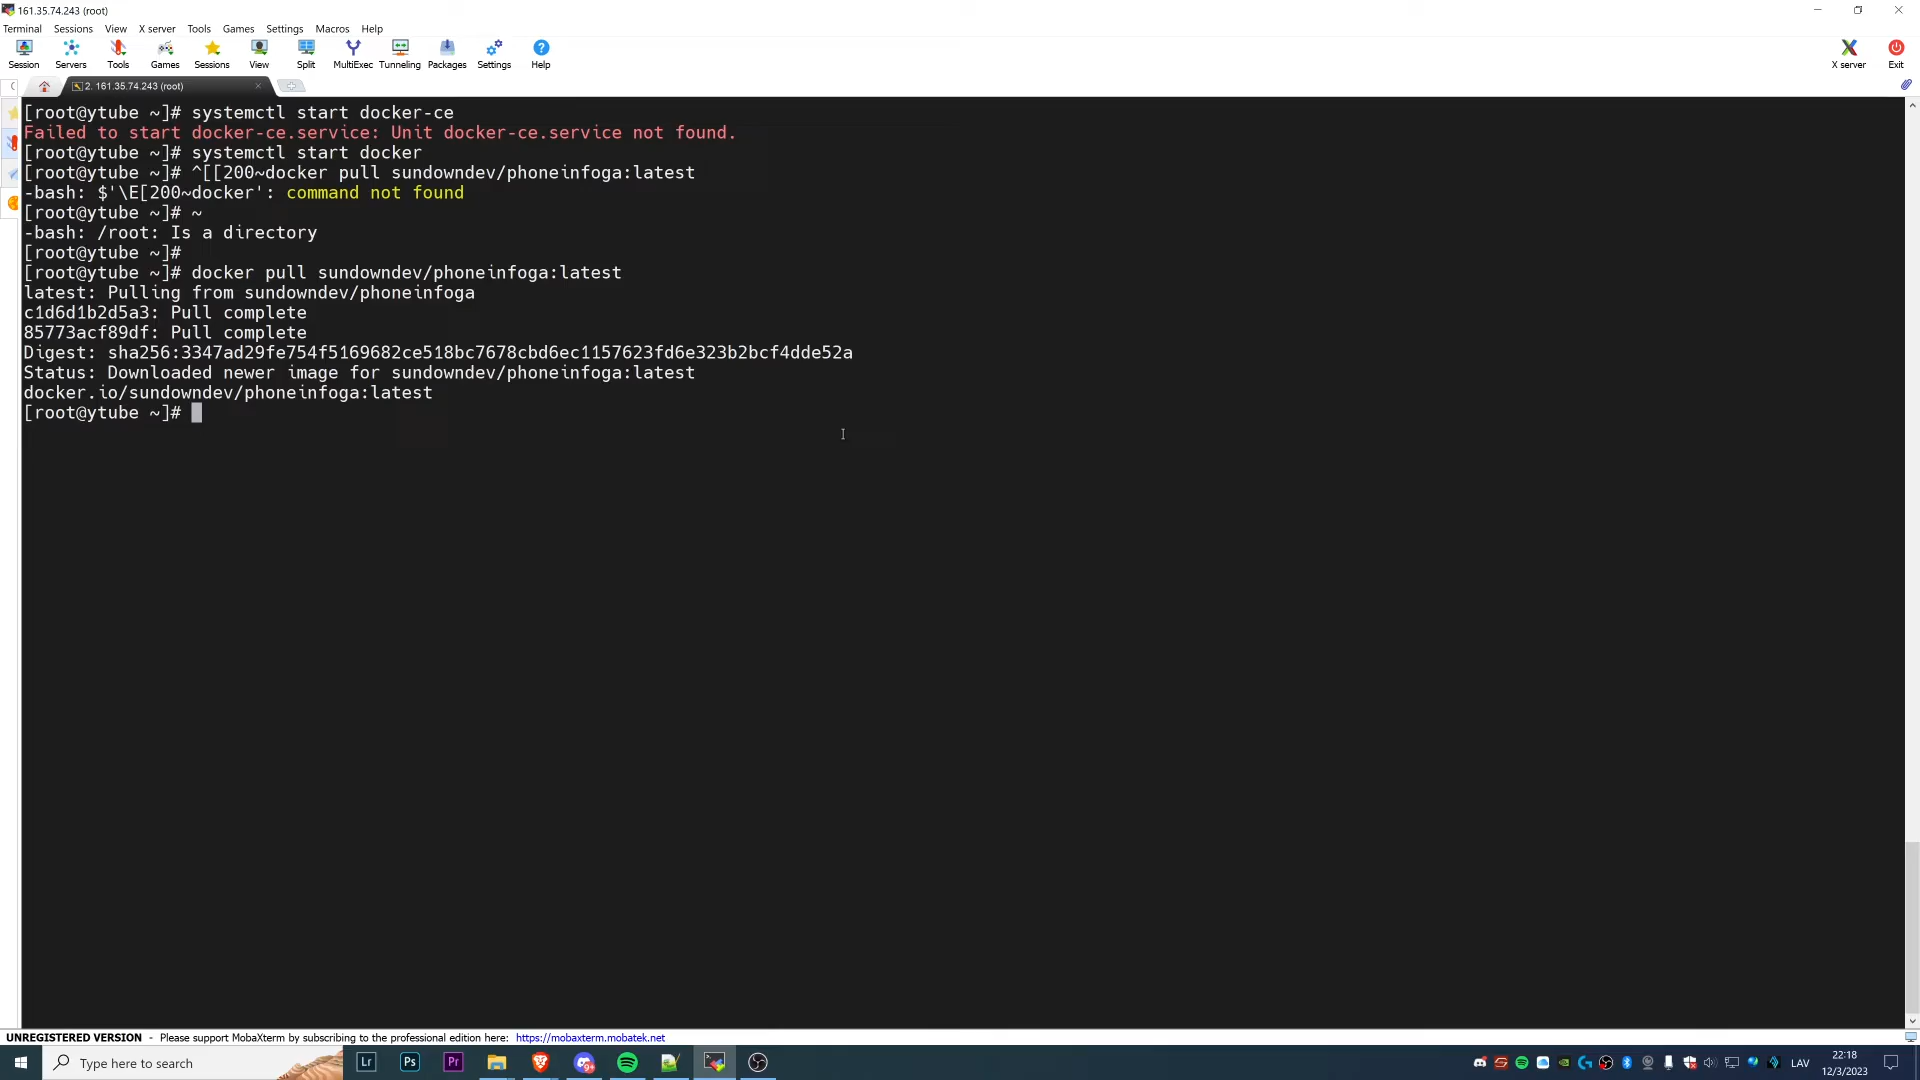 161.35.74.243 (root)
Terminal Sessions View X server Tools Games Settings Macros Help
Session Servers Tools Games Sessions View Split MultiExec Tunneling Packages Settings Help X server Exit
2. 161.35.74.243 (root)
[root@ytube ~]# systemctl start docker-ce
Failed to start docker-ce.service: Unit docker-ce.service not found.
[root@ytube ~]# systemctl start docker
[root@ytube ~]# ^[[200~docker pull sundowndev/phoneinfoga:latest
-bash: $'\E[200~docker': command not found
[root@ytube ~]# ~
-bash: /root: Is a directory
[root@ytube ~]#
[root@ytube ~]# docker pull sundowndev/phoneinfoga:latest
latest: Pulling from sundowndev/phoneinfoga
c1d6d1b2d5a3: Pull complete
85773acf89df: Pull complete
Digest: sha256:3347ad29fe754f5169682ce518bc7678cbd6ec1157623fd6e323b2bcf4dde52a
Status: Downloaded newer image for sundowndev/phoneinfoga:latest
docker.io/sundowndev/phoneinfoga:latest
[root@ytube ~]#
UNREGISTERED VERSION - Please support MobaXterm by subscribing to the professional edition here: https://mobaxterm.mobatek.net
Type here to search
Lr Ps Pr
LAV
22:18
12/3/2023